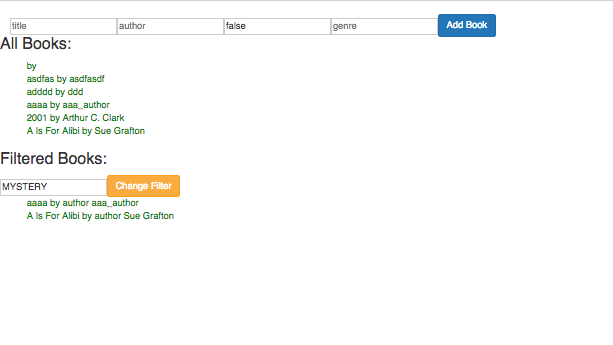 title author false genre Add Book
All Books:
by
asdfas by asdfasdf
adddd by ddd
aaaa by aaa_author
2001 by Arthur C. Clark
A Is For Alibi by Sue Grafton
Filtered Books:
MYSTERY Change Filter
aaaa by author aaa_author
A Is For Alibi by author Sue Grafton